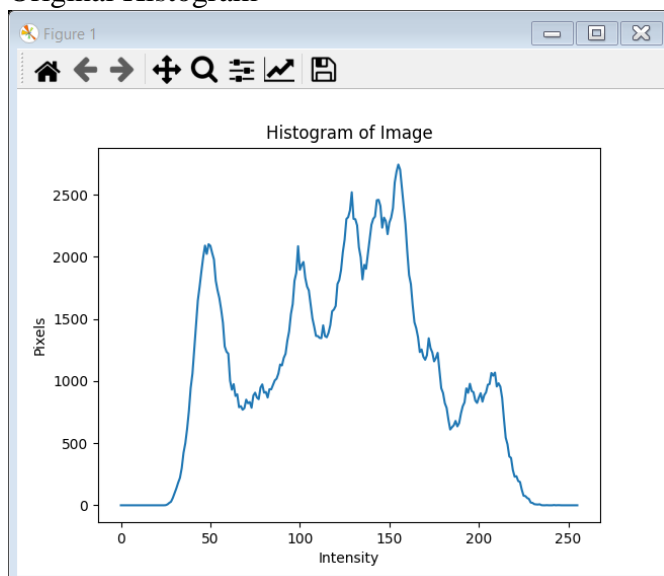 Original Histogram
Figure 1
Histogram of Image
2500
2000
1500
1000
500
0
Pixels
0 50 100 150 200 250
Intensity